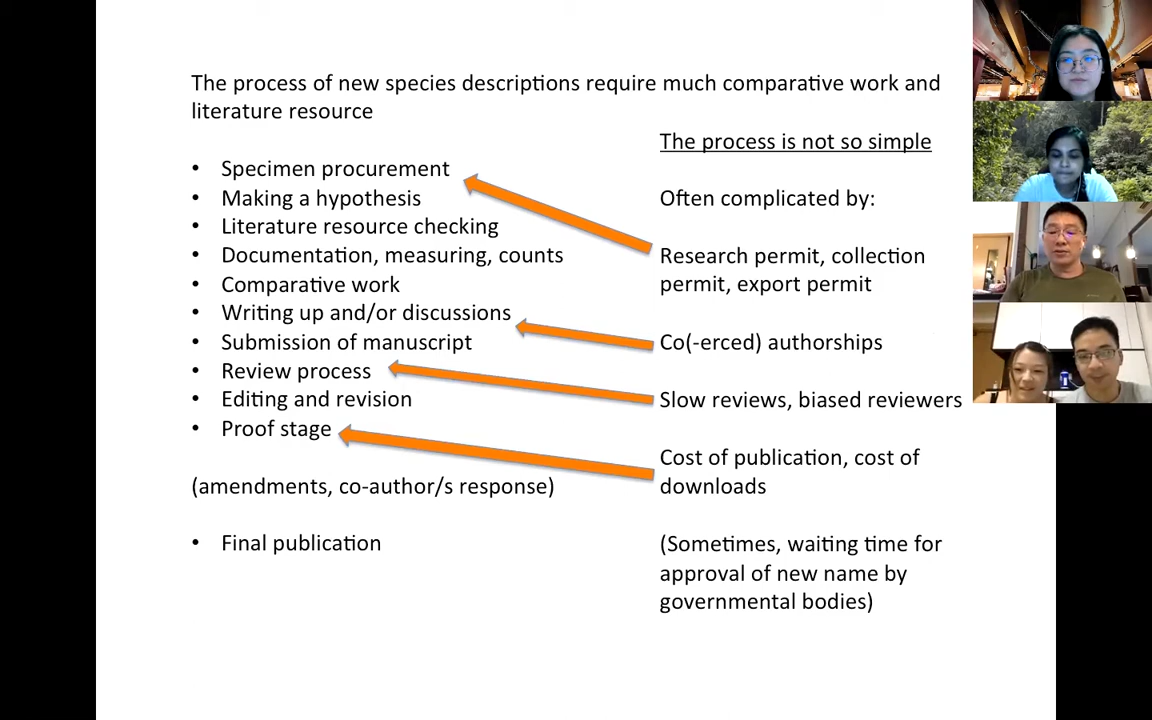 The process of new species descriptions require much comparative work and
literature resource
• Specimen procurement
• Making a hypothesis
• Literature resource checking
• Documentation, measuring, counts
• Comparative work
• Writing up and/or discussions
• Submission of manuscript
• Review process
• Editing and revision
• Proof stage
(amendments, co-author/s response)
• Final publication
The process is not so simple
Often complicated by:
Research permit, collection
permit, export permit
Co(-erced) authorships
Slow reviews, biased reviewers
Cost of publication, cost of
downloads
(Sometimes, waiting time for
approval of new name by
governmental bodies)